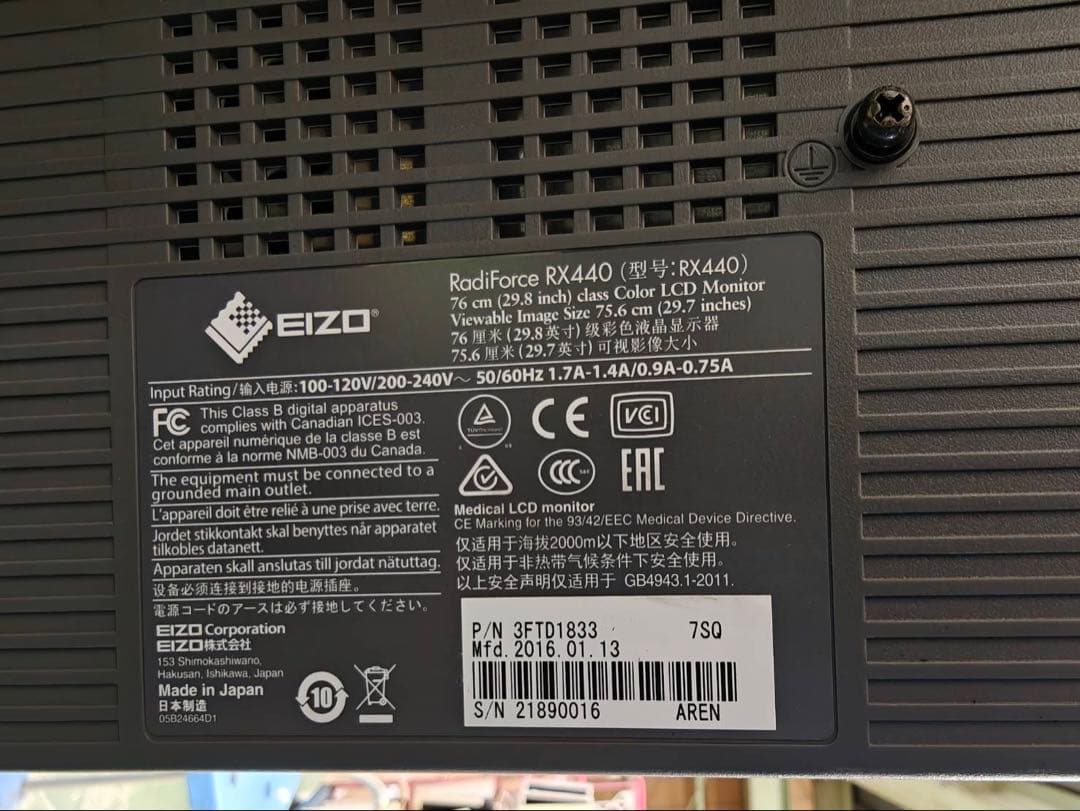 EIZO®
RadiForce RX440 (型号:RX440)
76 cm (29.8 inch) class Color LCD Monitor
Viewable Image Size 75.6 cm (29.7 inches)
76 厘米 (29.8英寸) 级彩色液晶显示器
75.6 厘米 (29.7英寸) 可视影像大小
Input Rating/输入电源:100-120V/200-240V～ 50/60Hz 1.7A-1.4A/0.9A-0.75A
FC
This Class B digital apparatus
complies with Canadian ICES-003.
Cet appareil numérique de la classe B est
conforme à la norme NMB-003 du Canada.
The equipment must be connected to a
grounded main outlet.
L'appareil doit être relié à une prise avec terre.
Jordet stikkontakt skal benyttes når apparatet
tilkobles datanett.
Apparaten skall anslutas till jordat nätuttag.
设备必须连接到接地的电源插座。
電源コードのアースは必ず接地してください。
EIZO Corporation
EIZO株式会社
153 Shimokashiwano,
Hakusan, Ishikawa, Japan
Made in Japan
日本制造
05B24664D1
10
CE
VCI
CCC
EAC
Medical LCD monitor
CE Marking for the 93/42/EEC Medical Device Directive.
仅适用于海拔2000m以下地区安全使用。
仅适用于非热带气候条件下安全使用。
以上安全声明仅适用于 GB4943.1-2011.
P/N 3FTD1833 7SQ
Mfd. 2016. 01. 13
S/N 21890016 AREN